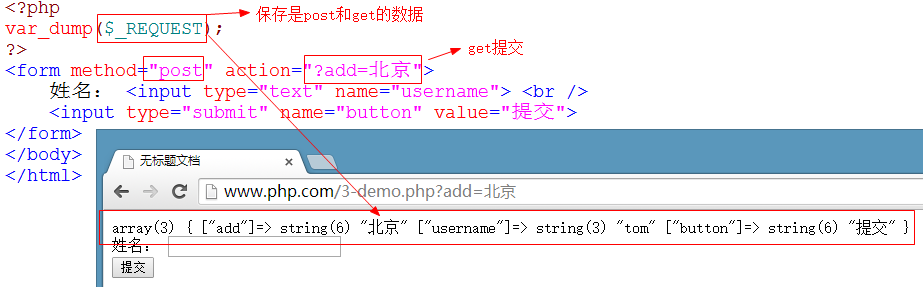 <?php
var_dump($_REQUEST);
保存是post和get的数据
?>
get提交
<form method="post" action="?add=北京">
姓名： <input type="text" name="username"> <br />
<input type="submit" name="button" value="提交">
</form>
</body>
</html>
无标题文档
www.php.com/3-demo.php?add=北京
array(3) { ["add"]=> string(6) "北京" ["username"]=> string(3) "tom" ["button"]=> string(6) "提交" }
姓名：
提交